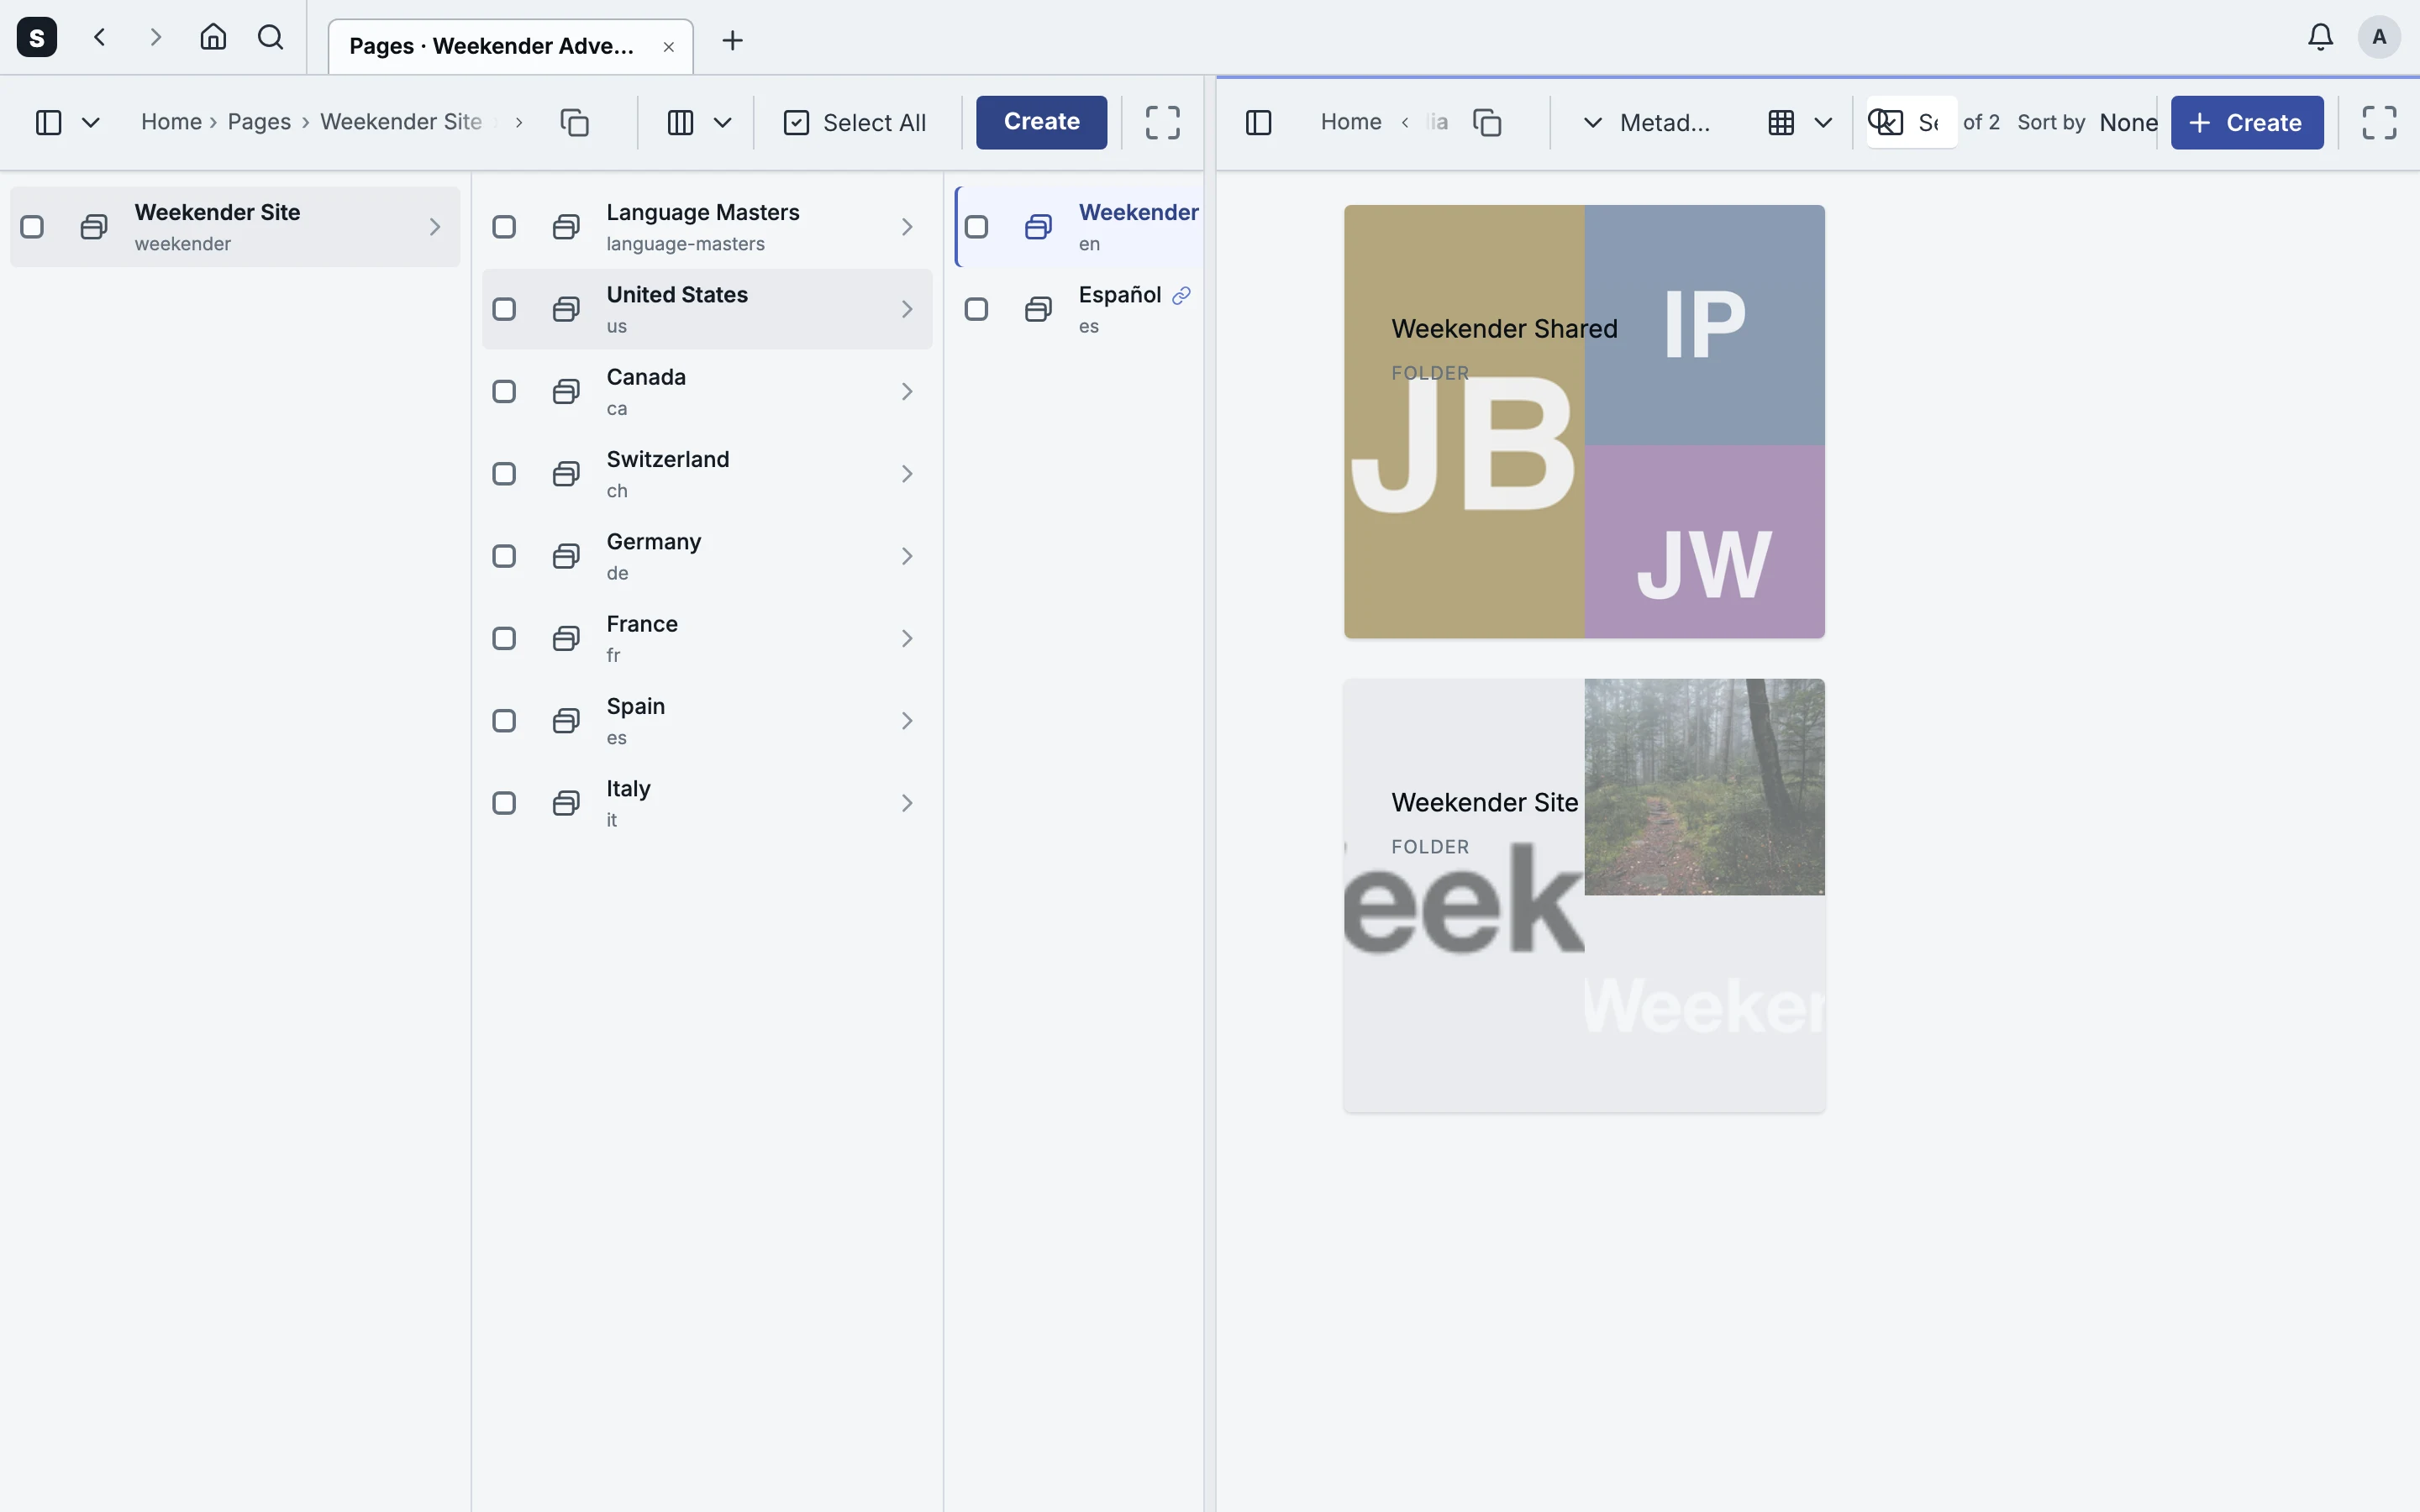 S
Pages · Weekender Adve...
A
Home › Pages › Weekender Site
Select All
Create
Home
ia
Metad...
of 2
Sort by
None
Create
Weekender Site
weekender
Language Masters
language-masters
United States
us
Canada
ca
Switzerland
ch
Germany
de
France
fr
Spain
es
Italy
it
Weekender
en
Español
es
Weekender Shared
FOLDER
JB
IP
JW
Weekender Site
FOLDER
eek
Weeken